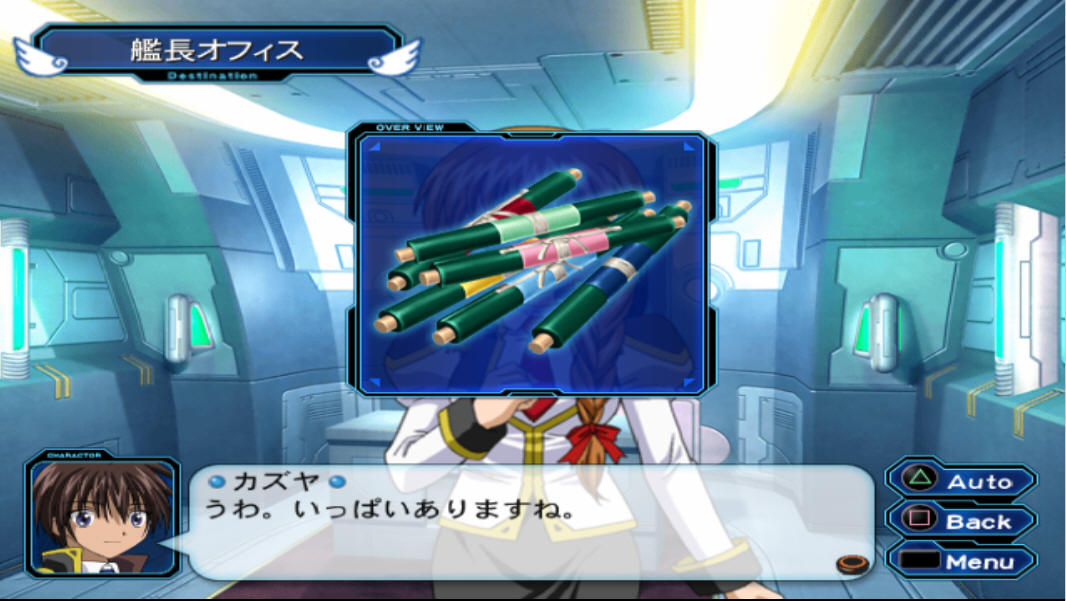 艦長オフィス
Destination
OVER VIEW
CHARACTOR
カズヤ
うわ。いっぱいありますね。
Auto
Back
Menu